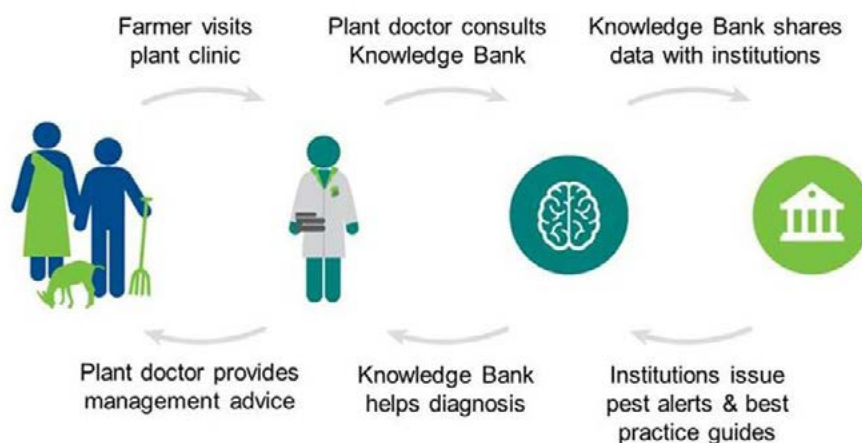 Farmer visits
plant clinic
Plant doctor consults
Knowledge Bank
Knowledge Bank shares
data with institutions
Plant doctor provides
management advice
Knowledge Bank
helps diagnosis
Institutions issue
pest alerts & best
practice guides